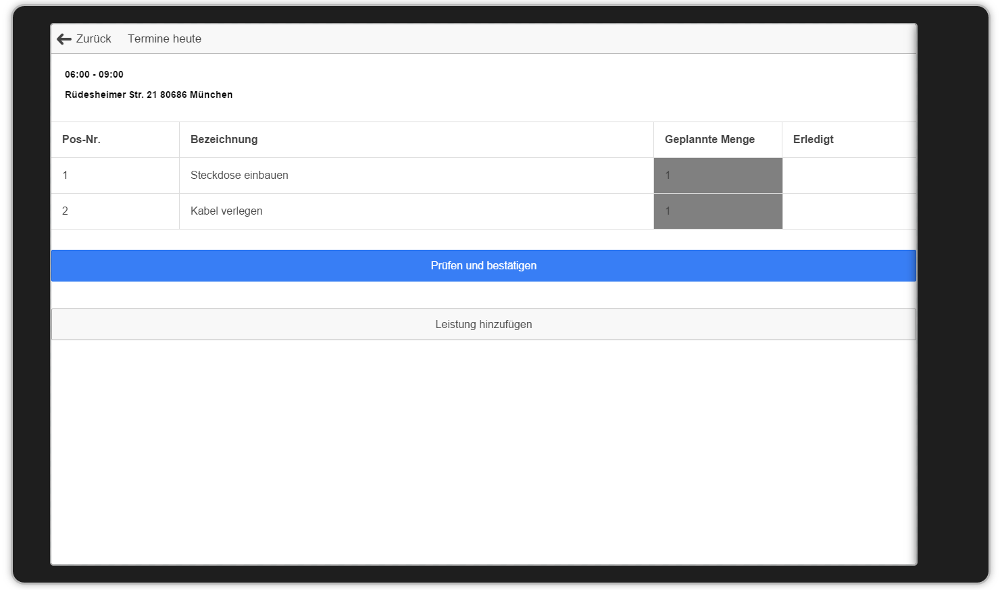 Zurück Termine heute
06:00 - 09:00
Rüdesheimer Str. 21 80686 München
Pos-Nr. Bezeichnung Geplannte Menge Erledigt
1 Steckdose einbauen 1
2 Kabel verlegen 1
Prüfen und bestätigen
Leistung hinzufügen